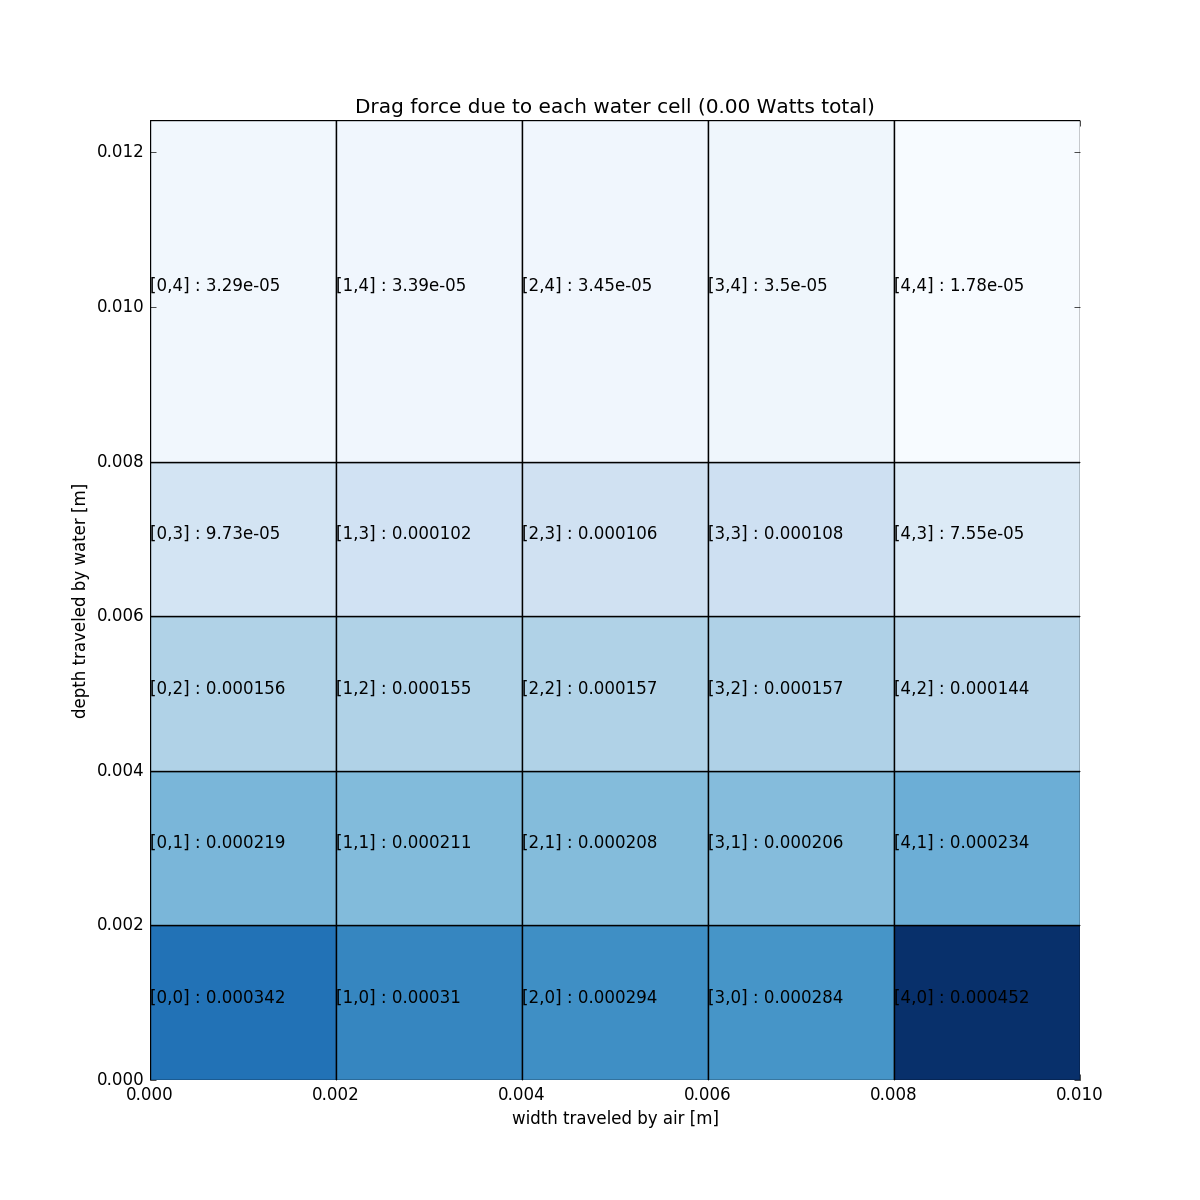 Drag force due to each water cell (0.00 Watts total)
0.012
[0,4] : 3.29e-05 [1,4] : 3.39e-05 [2,4] : 3.45e-05 [3,4] : 3.5e-05 [4,4] : 1.78e-05
0.010
0.008
[0,3] : 9.73e-05 [1,3] : 0.000102 [2,3] : 0.000106 [3,3] : 0.000108 [4,3] : 7.55e-05
depth traveled by water [m]
0.006
[0,2] : 0.000156 [1,2] : 0.000155 [2,2] : 0.000157 [3,2] : 0.000157 [4,2] : 0.000144
0.004
[0,1] : 0.000219 [1,1] : 0.000211 [2,1] : 0.000208 [3,1] : 0.000206 [4,1] : 0.000234
0.002
[0,0] : 0.000342 [1,0] : 0.00031 [2,0] : 0.000294 [3,0] : 0.000284 [4,0] : 0.000452
0.000
0.000 0.002 0.004 0.006 0.008 0.010
width traveled by air [m]